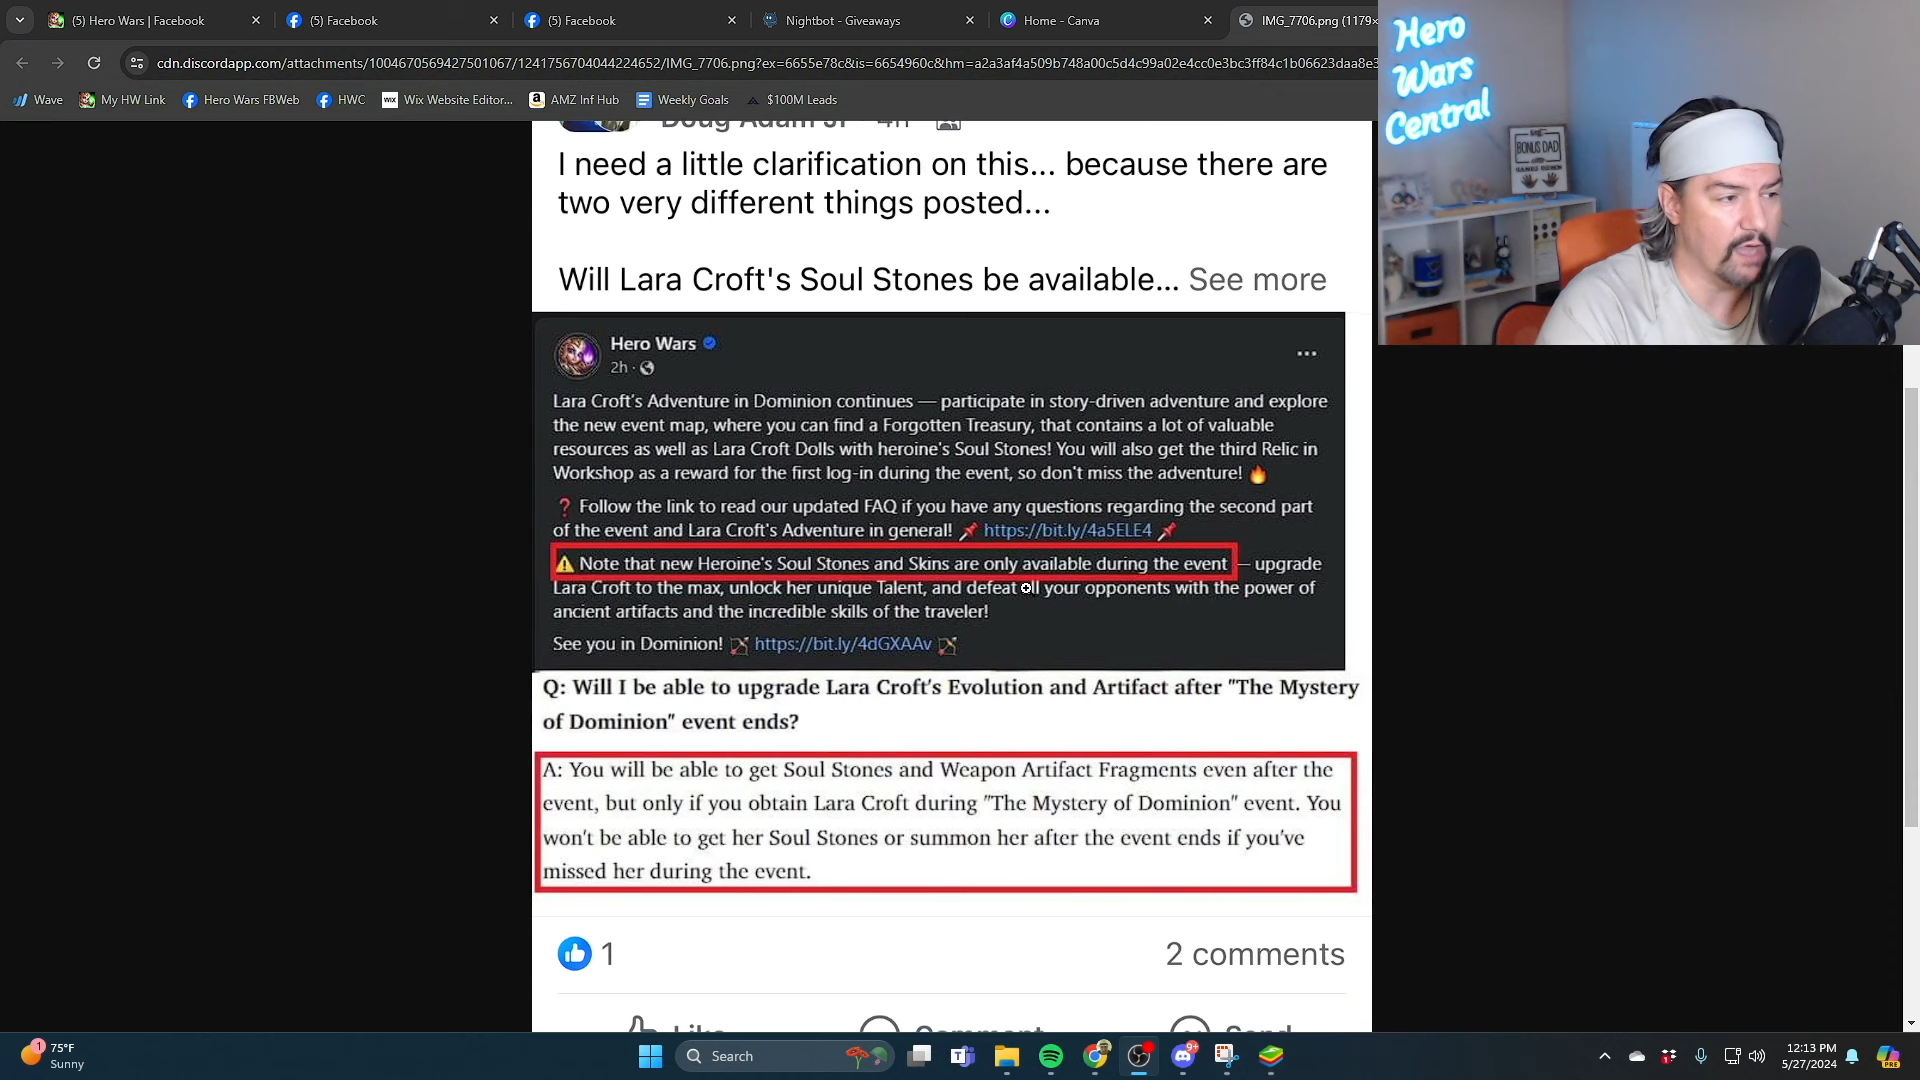 (5) Hero Wars | Facebook
(5) Facebook
(5) Facebook
Nightbot - Giveaways
Home - Canva
IMG_7706.png (1179×
cdn.discordapp.com/attachments/1004670569427501067/1241756704044224652/IMG_7706.png?ex=6655e78c&is=6654960c&hm=a2a3af4a509b748a00c5d4c99a02e4cc0e3bc3ff84c1b06623daa8e3
Wave
My HW Link
Hero Wars FBWeb
HWC
WIX Wix Website Editor...
AMZ Inf Hub
Weekly Goals
$100M Leads
Hero
Wars
Central
BONUS DAD
Doug Adam Jr · 4h
I need a little clarification on this... because there are
two very different things posted...
Will Lara Croft's Soul Stones be available... See more
Hero Wars
2h ·
Lara Croft's Adventure in Dominion continues — participate in story-driven adventure and explore
the new event map, where you can find a Forgotten Treasury, that contains a lot of valuable
resources as well as Lara Croft Dolls with heroine's Soul Stones! You will also get the third Relic in
Workshop as a reward for the first log-in during the event, so don't miss the adventure! 🔥
❓ Follow the link to read our updated FAQ if you have any questions regarding the second part
of the event and Lara Croft's Adventure in general! 📌 https://bit.ly/4a5ELE4 📌
⚠ Note that new Heroine's Soul Stones and Skins are only available during the event — upgrade
Lara Croft to the max, unlock her unique Talent, and defeat all your opponents with the power of
ancient artifacts and the incredible skills of the traveler!
See you in Dominion! 🏹 https://bit.ly/4dGXAAv 🏹
Q: Will I be able to upgrade Lara Croft's Evolution and Artifact after "The Mystery
of Dominion" event ends?
A: You will be able to get Soul Stones and Weapon Artifact Fragments even after the
event, but only if you obtain Lara Croft during "The Mystery of Dominion" event. You
won't be able to get her Soul Stones or summon her after the event ends if you've
missed her during the event.
1
2 comments
Like
Comment
Send
1
75°F
Sunny
Search
9+
12:13 PM
5/27/2024
PRE